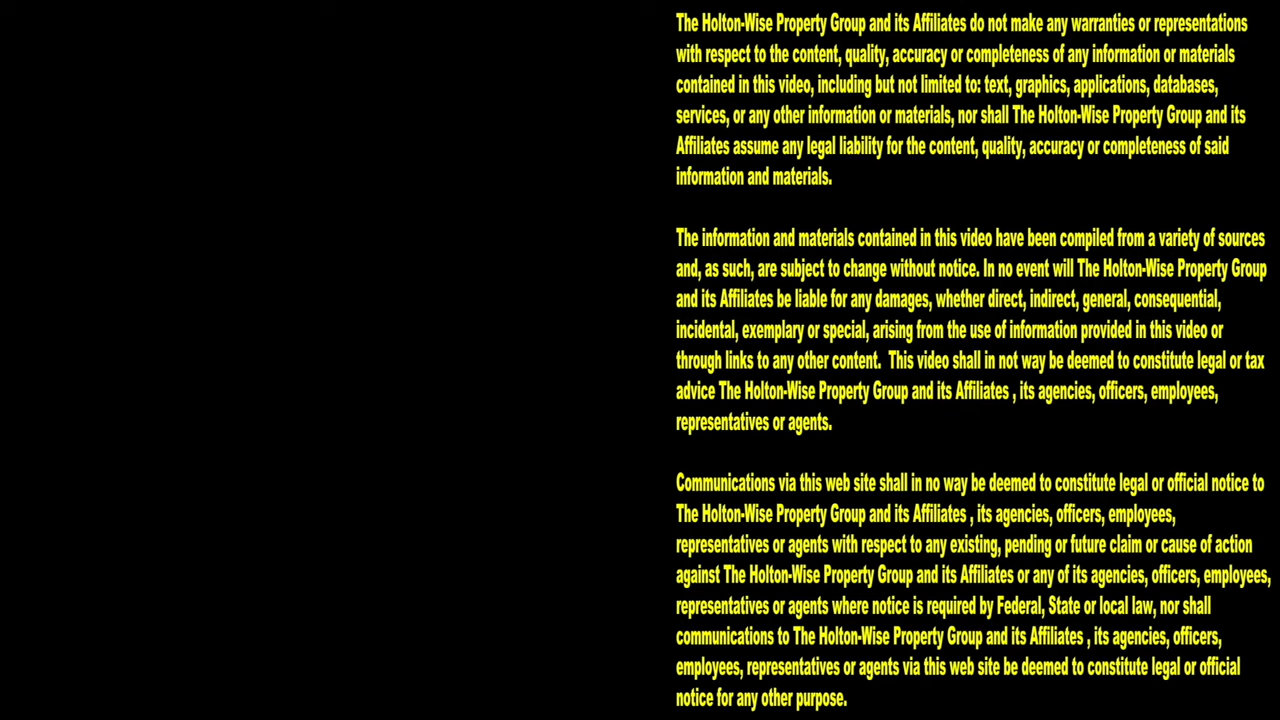 The Holton-Wise Property Group and its Affiliates do not make any warranties or representations
with respect to the content, quality, accuracy or completeness of any information or materials
contained in this video, including but not limited to: text, graphics, applications, databases,
services, or any other information or materials, nor shall The Holton-Wise Property Group and its
Affiliates assume any legal liability for the content, quality, accuracy or completeness of said
information and materials.
The information and materials contained in this video have been compiled from a variety of sources
and, as such, are subject to change without notice. In no event will The Holton-Wise Property Group
and its Affiliates be liable for any damages, whether direct, indirect, general, consequential,
incidental, exemplary or special, arising from the use of information provided in this video or
through links to any other content.  This video shall in not way be deemed to constitute legal or tax
advice The Holton-Wise Property Group and its Affiliates , its agencies, officers, employees,
representatives or agents.
Communications via this web site shall in no way be deemed to constitute legal or official notice to
The Holton-Wise Property Group and its Affiliates , its agencies, officers, employees,
representatives or agents with respect to any existing, pending or future claim or cause of action
against The Holton-Wise Property Group and its Affiliates or any of its agencies, officers, employees,
representatives or agents where notice is required by Federal, State or local law, nor shall
communications to The Holton-Wise Property Group and its Affiliates , its agencies, officers,
employees, representatives or agents via this web site be deemed to constitute legal or official
notice for any other purpose.